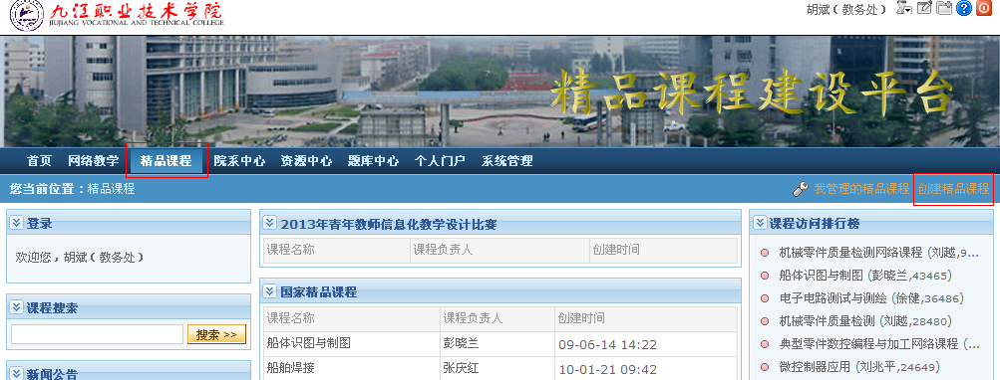 九江职业技术学院
JIUJIANG VOCATIONAL AND TECHNICAL COLLEGE
胡斌（教务处）
精品课程建设平台
首页 网络教学 精品课程 院系中心 资源中心 题库中心 个人门户 系统管理
您当前位置：精品课程
我管理的精品课程 创建精品课程
登录
欢迎您，胡斌（教务处）
课程搜索
搜索 >>
新闻公告
2013年青年教师信息化教学设计比赛
课程名称 课程负责人 创建时间
国家精品课程
课程名称 课程负责人 创建时间
船体识图与制图 彭晓兰 09-06-14 14:22
船舶焊接 张庆红 10-01-21 09:42
课程访问排行榜
机械零件质量检测网络课程 (刘越,9...
船体识图与制图 (彭晓兰,43465)
电子电路测试与测绘 (徐健,36486)
机械零件质量检测 (刘越,28480)
典型零件数控编程与加工网络课程 (...
微控制器应用 (刘兆平,24649)